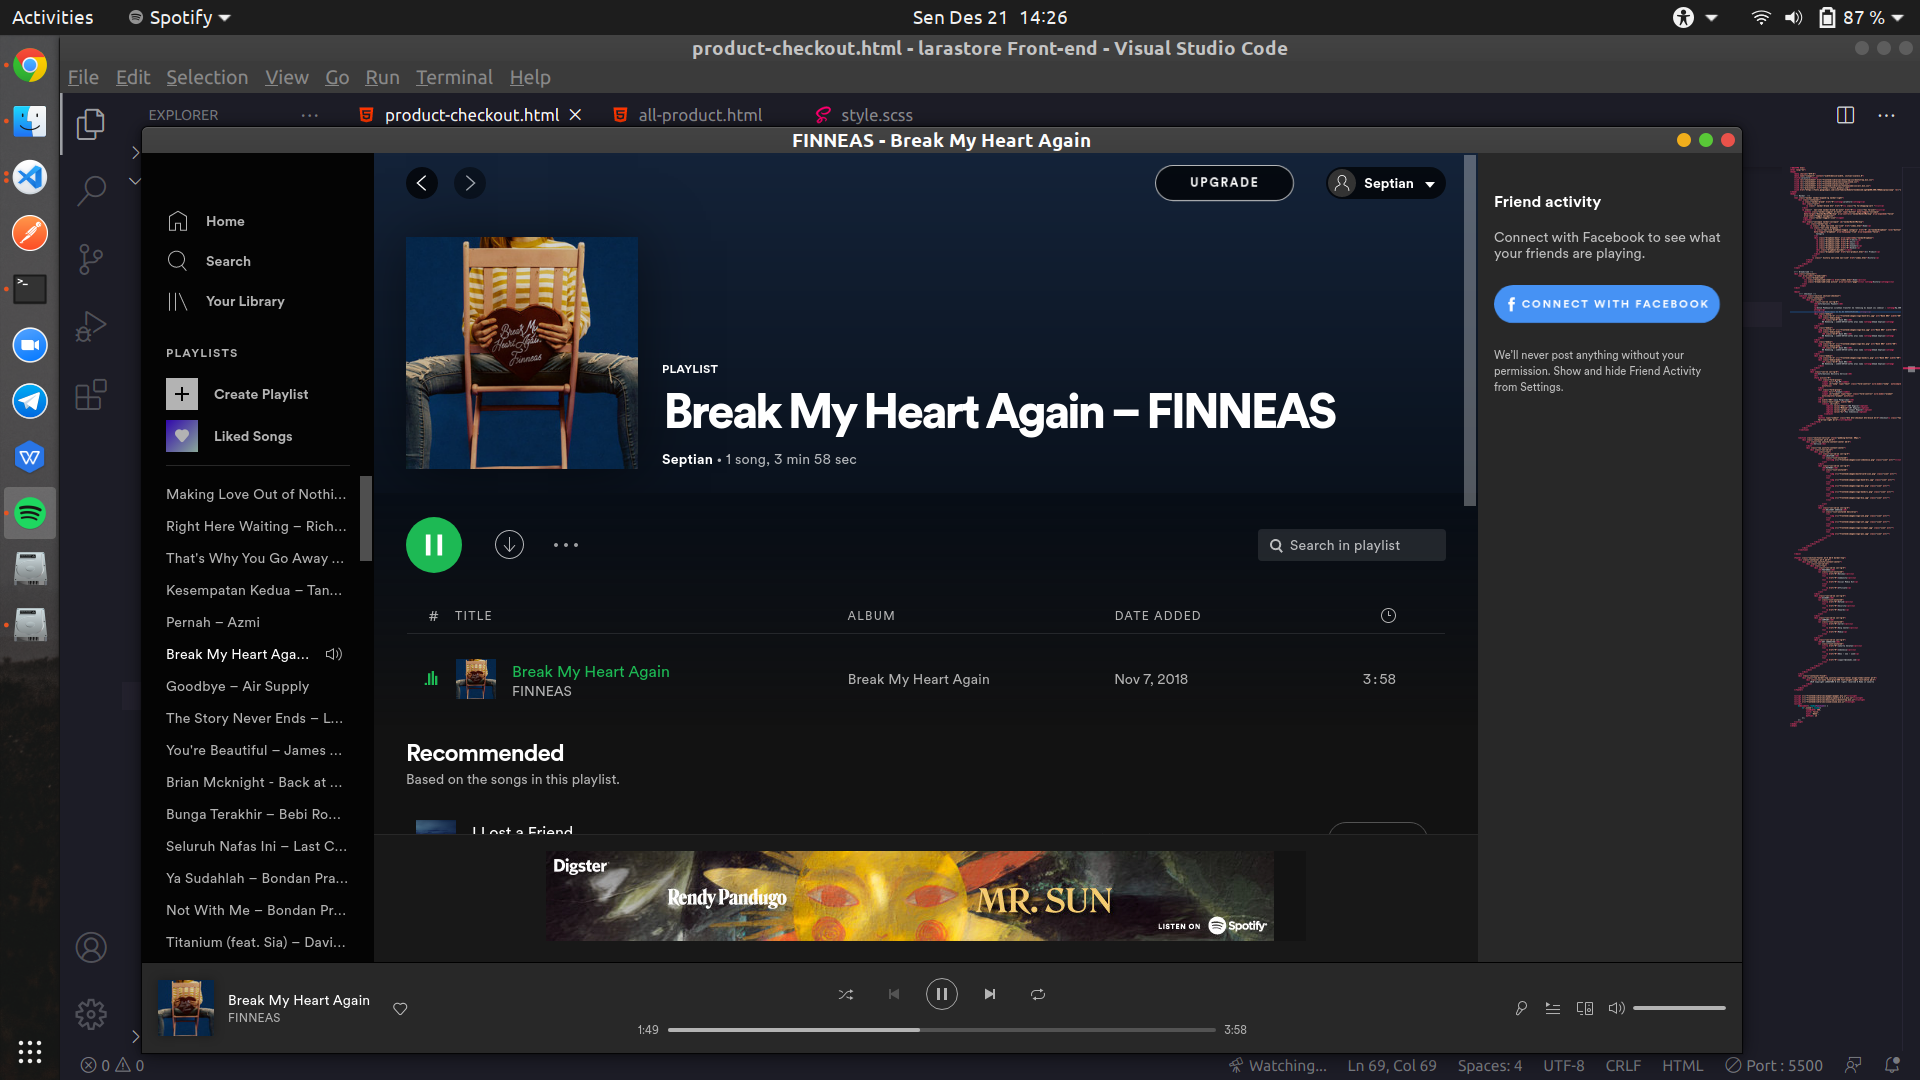 Activities
Spotify
Sen Des 21 14:26
87 %
product-checkout.html - larastore Front-end - Visual Studio Code
File Edit Selection View Go Run Terminal Help
EXPLORER
product-checkout.html
all-product.html
style.scss
FINNEAS - Break My Heart Again
Home
Search
Your Library
PLAYLISTS
Create Playlist
Liked Songs
Making Love Out of Nothi...
Right Here Waiting – Rich...
That's Why You Go Away ...
Kesempatan Kedua – Tan...
Pernah – Azmi
Break My Heart Aga...
Goodbye – Air Supply
The Story Never Ends – L...
You're Beautiful – James ...
Brian Mcknight - Back at ...
Bunga Terakhir – Bebi Ro...
Seluruh Nafas Ini – Last C...
Ya Sudahlah – Bondan Pra...
Not With Me – Bondan Pr...
Titanium (feat. Sia) – Davi...
UPGRADE
Septian
Break My
Heart Again
Finneas
PLAYLIST
Break My Heart Again – FINNEAS
Septian • 1 song, 3 min 58 sec
Search in playlist
# TITLE ALBUM DATE ADDED
Break My Heart Again
FINNEAS
Break My Heart Again
Nov 7, 2018
3:58
Recommended
Based on the songs in this playlist.
I Lost a Friend
Digster
Rendy Pandugo
MR. SUN
LISTEN ON Spotify
Friend activity
Connect with Facebook to see what
your friends are playing.
CONNECT WITH FACEBOOK
We'll never post anything without your
permission. Show and hide Friend Activity
from Settings.
Break My Heart Again
FINNEAS
1:49
3:58
0 0
Watching...
Ln 69, Col 69
Spaces: 4
UTF-8
CRLF
HTML
Port : 5500